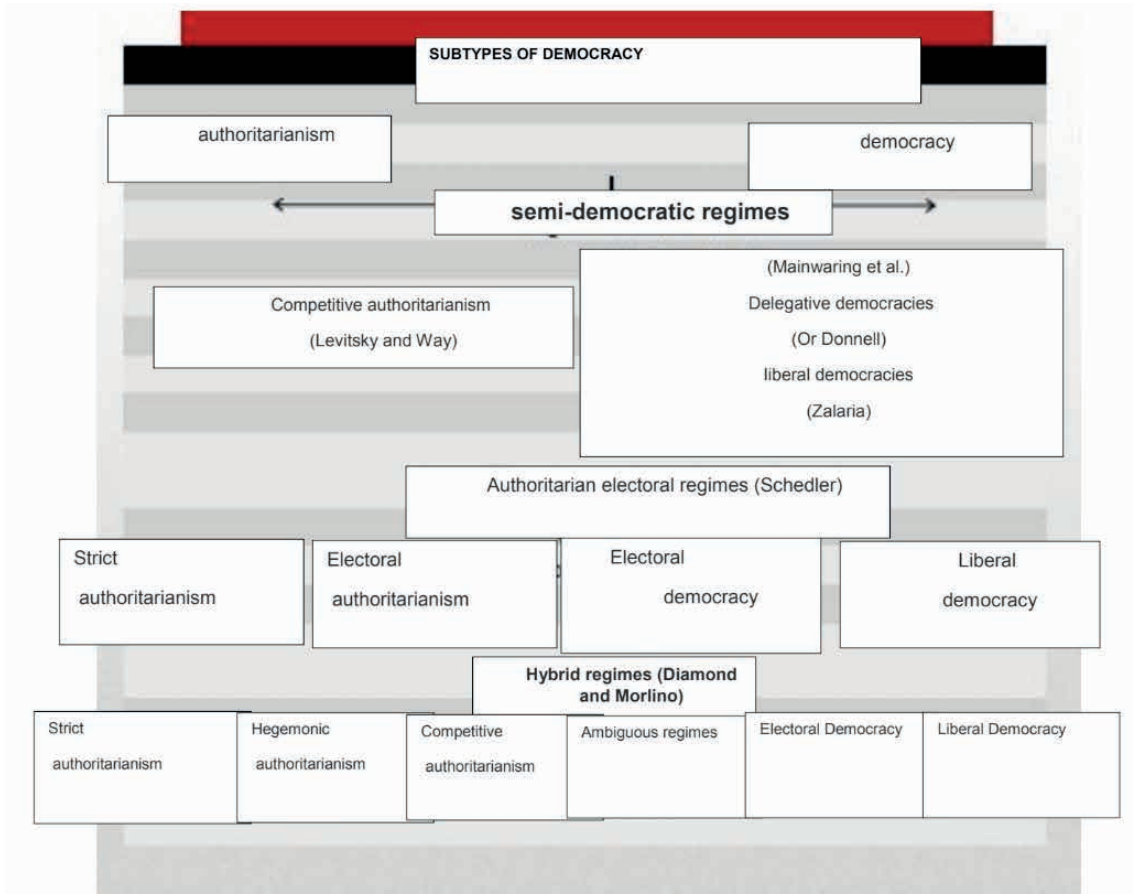 SUBTYPES OF DEMOCRACY
authoritarianism
democracy
semi-democratic regimes
Competitive authoritarianism
(Levitsky and Way)
(Mainwaring et al.)
Delegative democracies
(Or Donnell)
liberal democracies
(Zalaria)
Authoritarian electoral regimes (Schedler)
Strict
authoritarianism
Electoral
authoritarianism
Electoral
democracy
Liberal
democracy
Hybrid regimes (Diamond
and Morlino)
Strict
authoritarianism
Hegemonic
authoritarianism
Competitive
authoritarianism
Ambiguous regimes
Electoral Democracy
Liberal Democracy